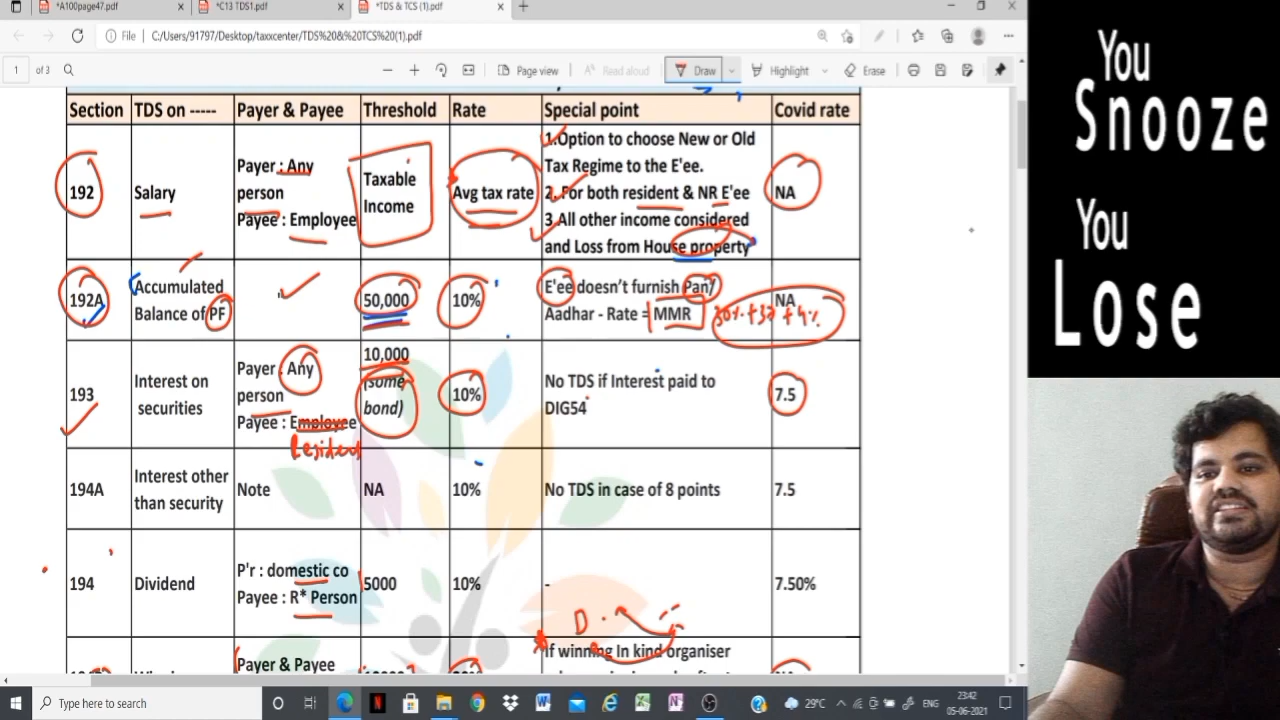 *A100page47.pdf
*C13 TDS1.pdf
*TDS & TCS (1).pdf
File C:/Users/91797/Desktop/taxxcenter/TDS%20&%20TCS%20(1).pdf
1 of 3 Page view Read aloud Draw Highlight Erase
Section TDS on ----- Payer & Payee Threshold Rate Special point Covid rate
192
Salary
Payer : Any
person
Payee : Employee
Taxable
Income
Avg tax rate
1.Option to choose New or Old
Tax Regime to the E'ee.
2. For both resident & NR E'ee
3.All other income considered
and Loss from House property
NA
192A
Accumulated
Balance of PF
50,000
10%
E'ee doesn't furnish Pan/
Aadhar - Rate = MMR
NA
30% + 37 + 4%
193
Interest on
securities
Payer : Any
person
Payee : Employee
Resident
10,000
(some
bond)
10%
No TDS if Interest paid to
DIG54
7.5
194A
Interest other
than security
Note
NA
10%
No TDS in case of 8 points
7.5
194
Dividend
P'r : domestic co
Payee : R* Person
5000
10%
-
7.50%
D
Payer & Payee
If winning In kind organiser
Type here to search
29°C
ENG
23:42
05-06-2021
You
Snooze
You
Lose